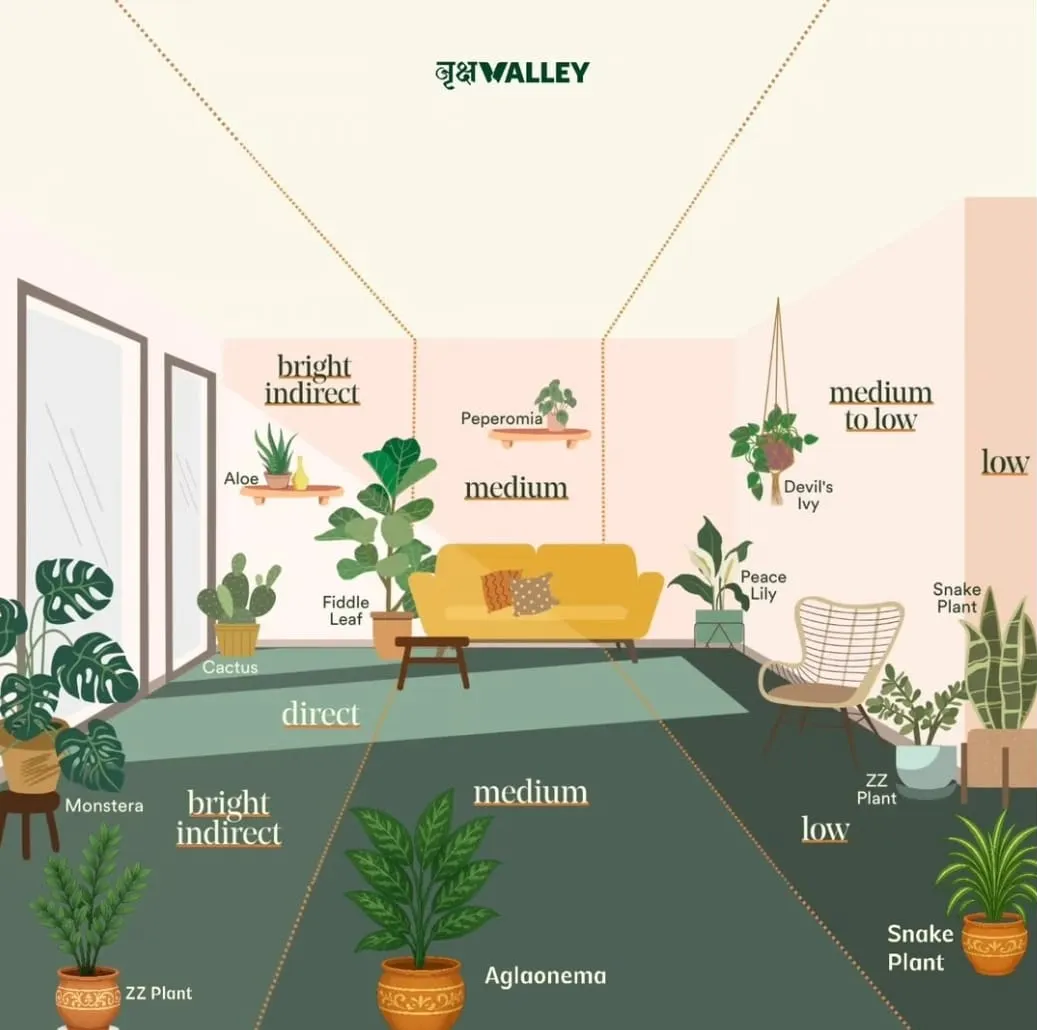 वृक्षVALLEY
bright
indirect
medium
to low
Peperomia
low
Aloe
medium
Devil's
Ivy
Peace
Lily
Fiddle
Leaf
Snake
Plant
Cactus
direct
ZZ
Plant
Monstera
bright
indirect
medium
low
Snake
Plant
Aglaonema
ZZ Plant